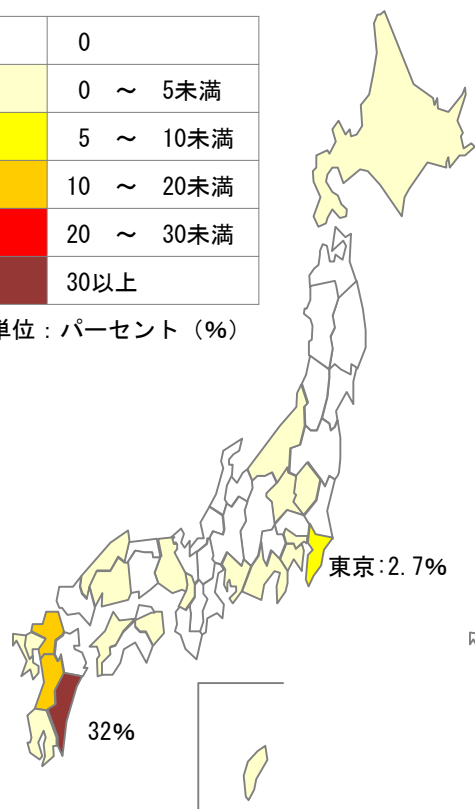 0
0 ～ 5未満
5 ～ 10未満
10 ～ 20未満
20 ～ 30未満
30以上
単位：パーセント（%）
東京:2.7%
32%